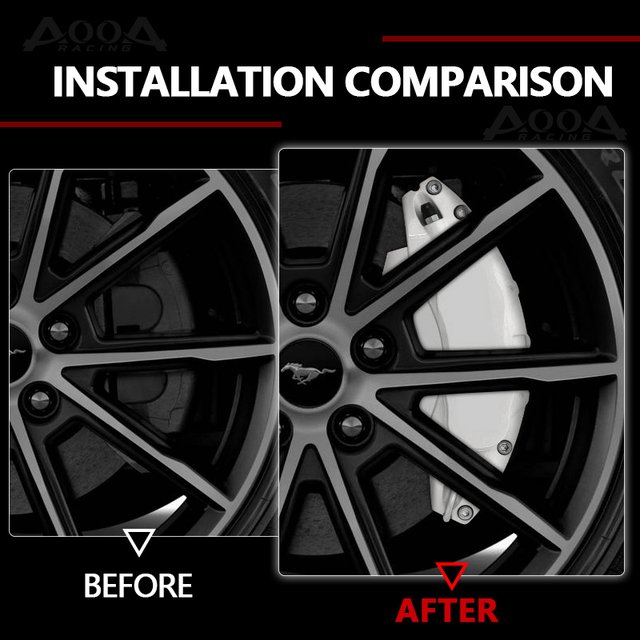 AOOA
RACING
INSTALLATION COMPARISON
AOOA
RACING
BEFORE
AFTER